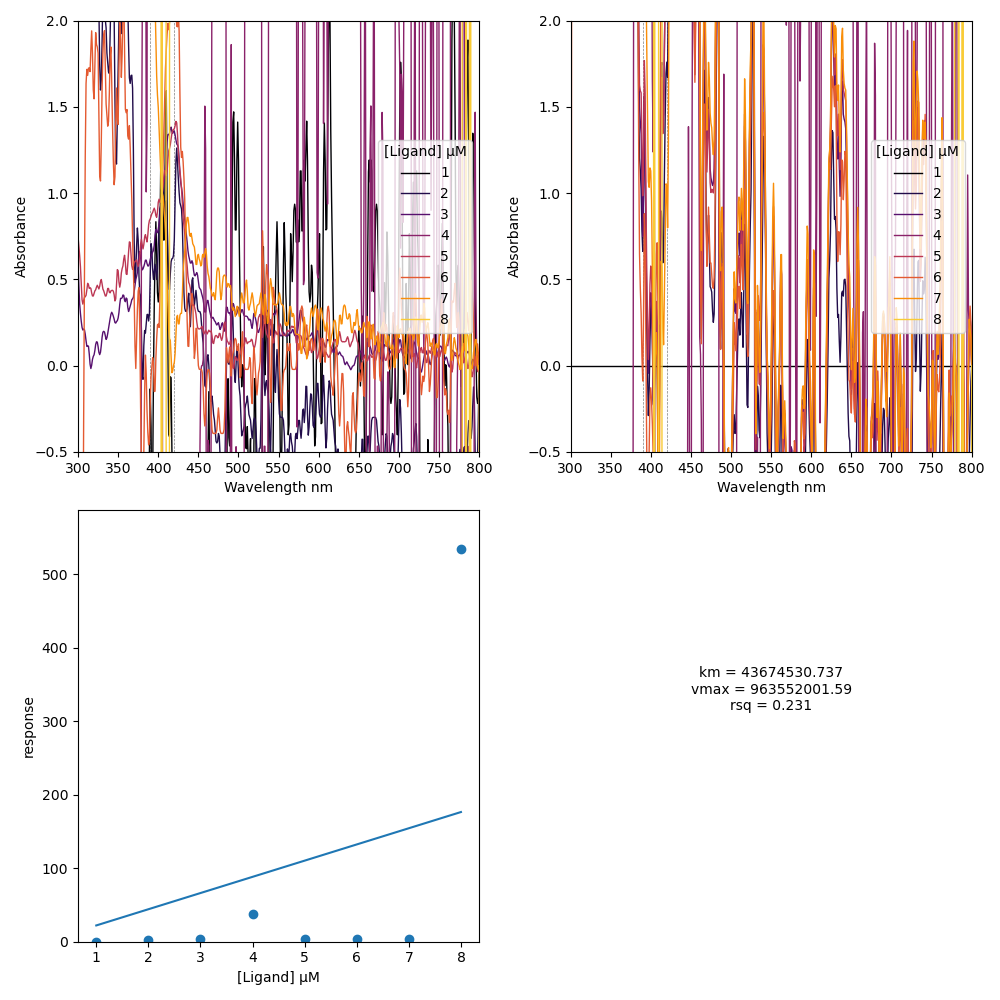 2.0
1.5
1.0
0.5
0.0
−0.5
Absorbance
300 350 400 450 500 550 600 650 700 750 800
Wavelength nm
[Ligand] μM
1
2
3
4
5
6
7
8
2.0
1.5
1.0
0.5
0.0
−0.5
Absorbance
300 350 400 450 500 550 600 650 700 750 800
Wavelength nm
[Ligand] μM
1
2
3
4
5
6
7
8
500
400
300
200
100
0
response
1 2 3 4 5 6 7 8
[Ligand] μM
km = 43674530.737
vmax = 963552001.59
rsq = 0.231